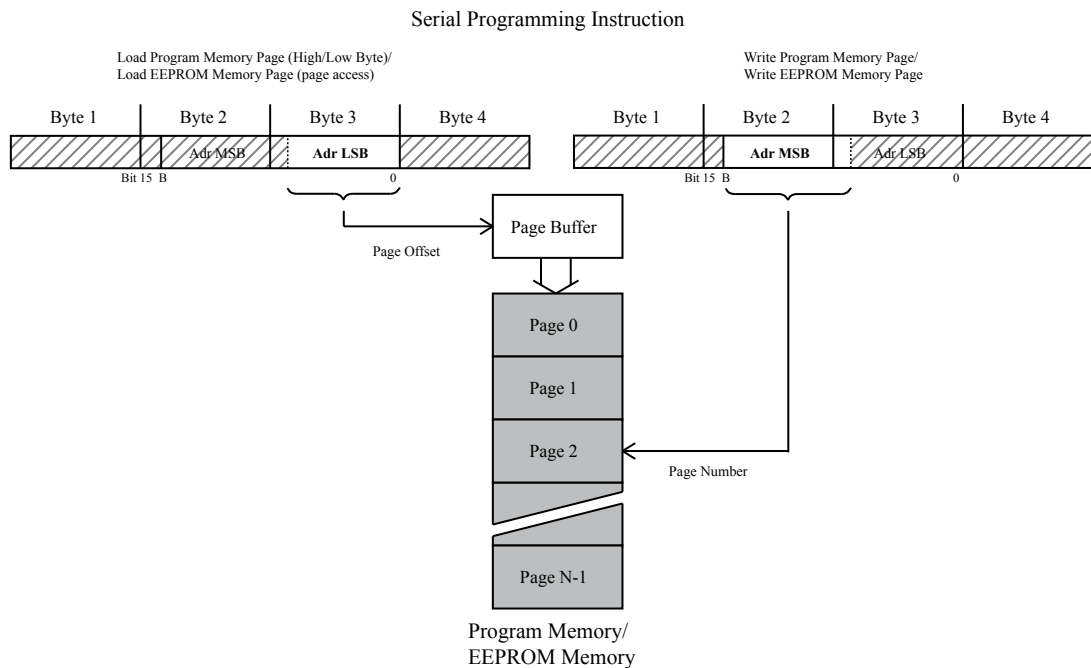 Serial Programming Instruction
Load Program Memory Page (High/Low Byte)/
Load EEPROM Memory Page (page access)
Write Program Memory Page/
Write EEPROM Memory Page
Byte 1 Byte 2 Byte 3 Byte 4
Byte 1 Byte 2 Byte 3 Byte 4
Adr MSB Adr LSB
Adr MSB Adr LSB
Bit 15 B 0
Bit 15 B 0
Page Buffer
Page Offset
Page 0
Page 1
Page 2
Page Number
Page N-1
Program Memory/
EEPROM Memory